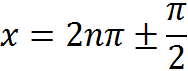 x = 2nπ ± π/2